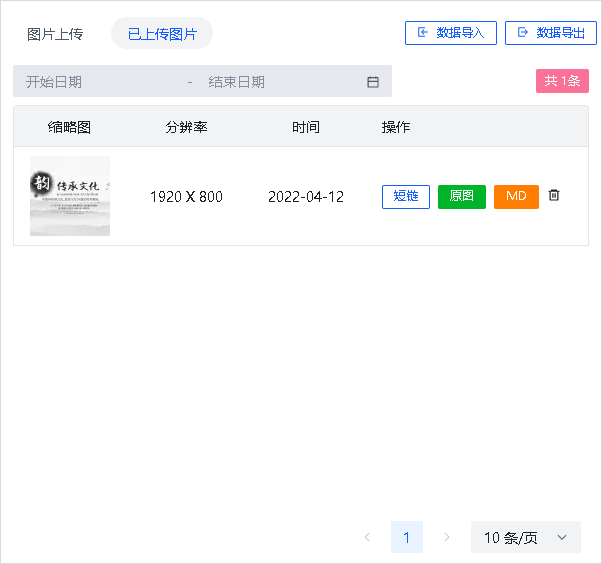 图片上传 已上传图片 数据导入 数据导出
开始日期 - 结束日期 共 1条
缩略图 分辨率 时间 操作
韵 传承文化
1920 X 800 2022-04-12 短链 原图 MD
1 10 条/页